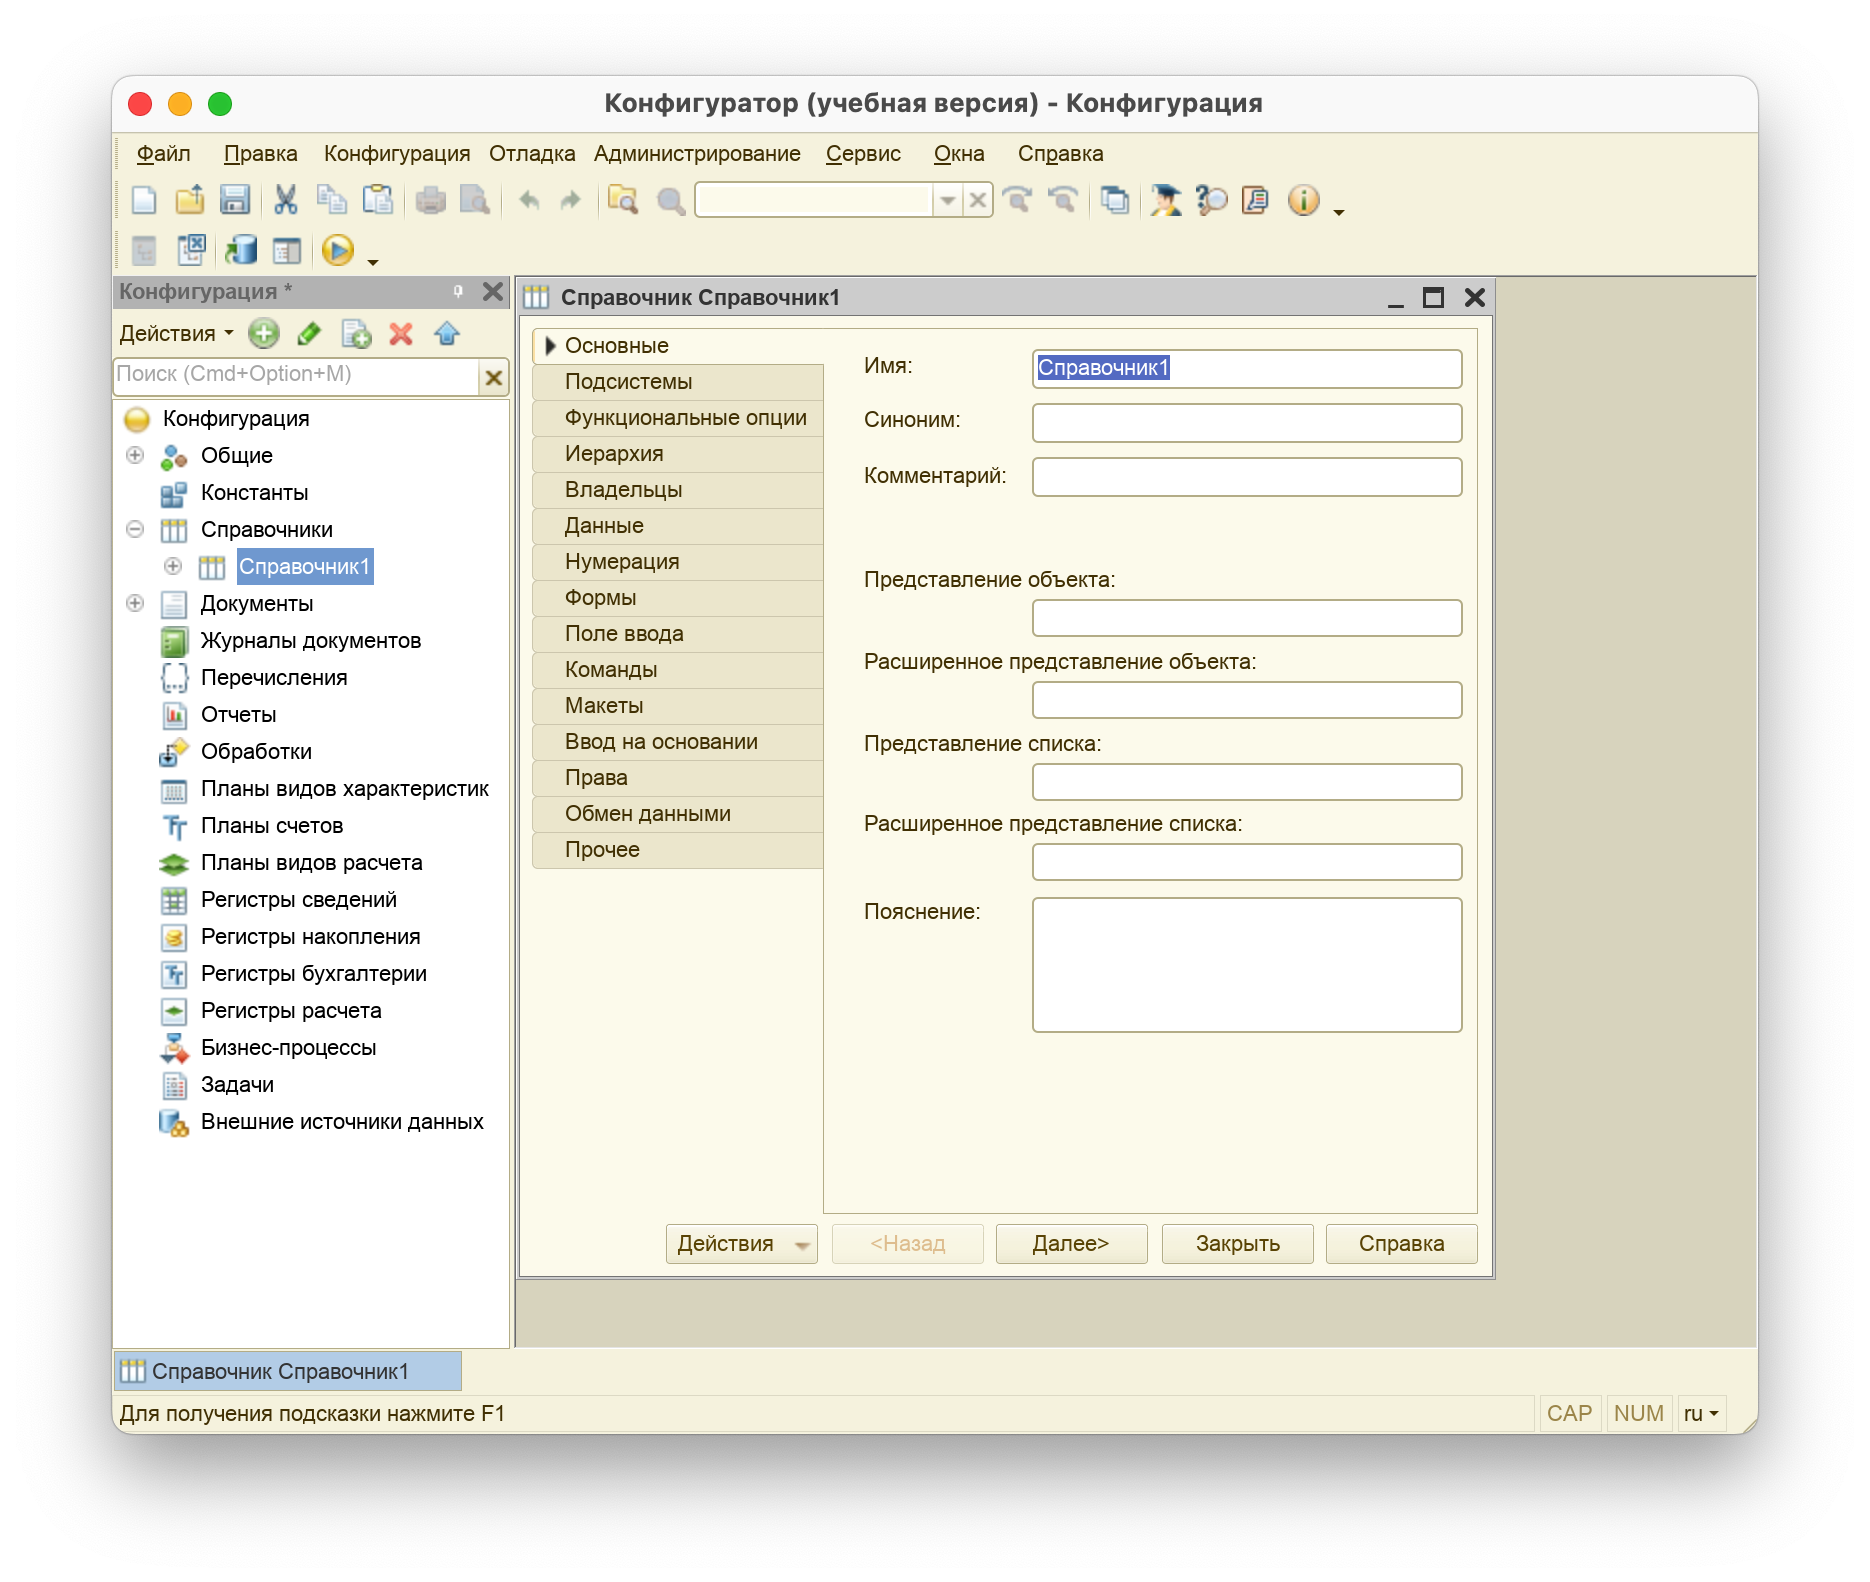 Конфигуратор (учебная версия) - Конфигурация
Файл Правка Конфигурация Отладка Администрирование Сервис Окна Справка
Конфигурация *
Действия
Поиск (Cmd+Option+M)
Конфигурация
Общие
Константы
Справочники
Справочник1
Документы
Журналы документов
Перечисления
Отчеты
Обработки
Планы видов характеристик
Планы счетов
Планы видов расчета
Регистры сведений
Регистры накопления
Регистры бухгалтерии
Регистры расчета
Бизнес-процессы
Задачи
Внешние источники данных
Справочник Справочник1
Основные
Подсистемы
Функциональные опции
Иерархия
Владельцы
Данные
Нумерация
Формы
Поле ввода
Команды
Макеты
Ввод на основании
Права
Обмен данными
Прочее
Имя: Справочник1
Синоним:
Комментарий:
Представление объекта:
Расширенное представление объекта:
Представление списка:
Расширенное представление списка:
Пояснение:
Действия <Назад Далее> Закрыть Справка
Справочник Справочник1
Для получения подсказки нажмите F1 CAP NUM ru